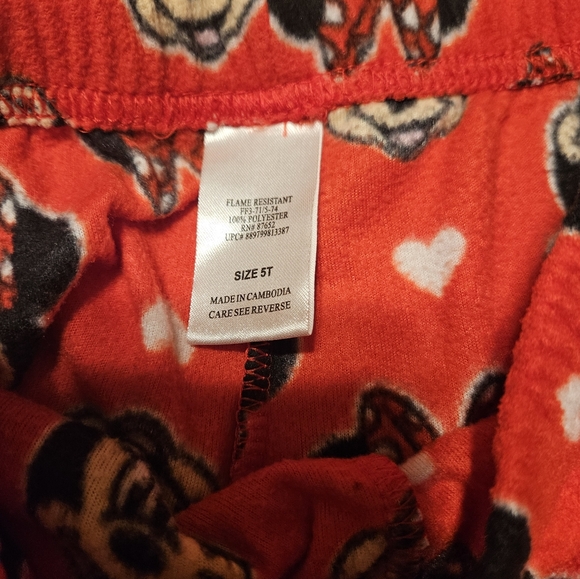 FLAME RESISTANT
FF3-71/5-74
100% POLYESTER
RN# 87652
UPC# 889799813387
SIZE 5T
MADE IN CAMBODIA
CARE SEE REVERSE